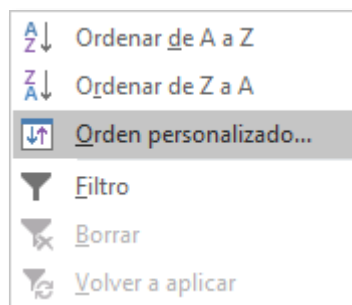 Ordenar de A a Z
Ordenar de Z a A
Orden personalizado...
Filtro
Borrar
Volver a aplicar